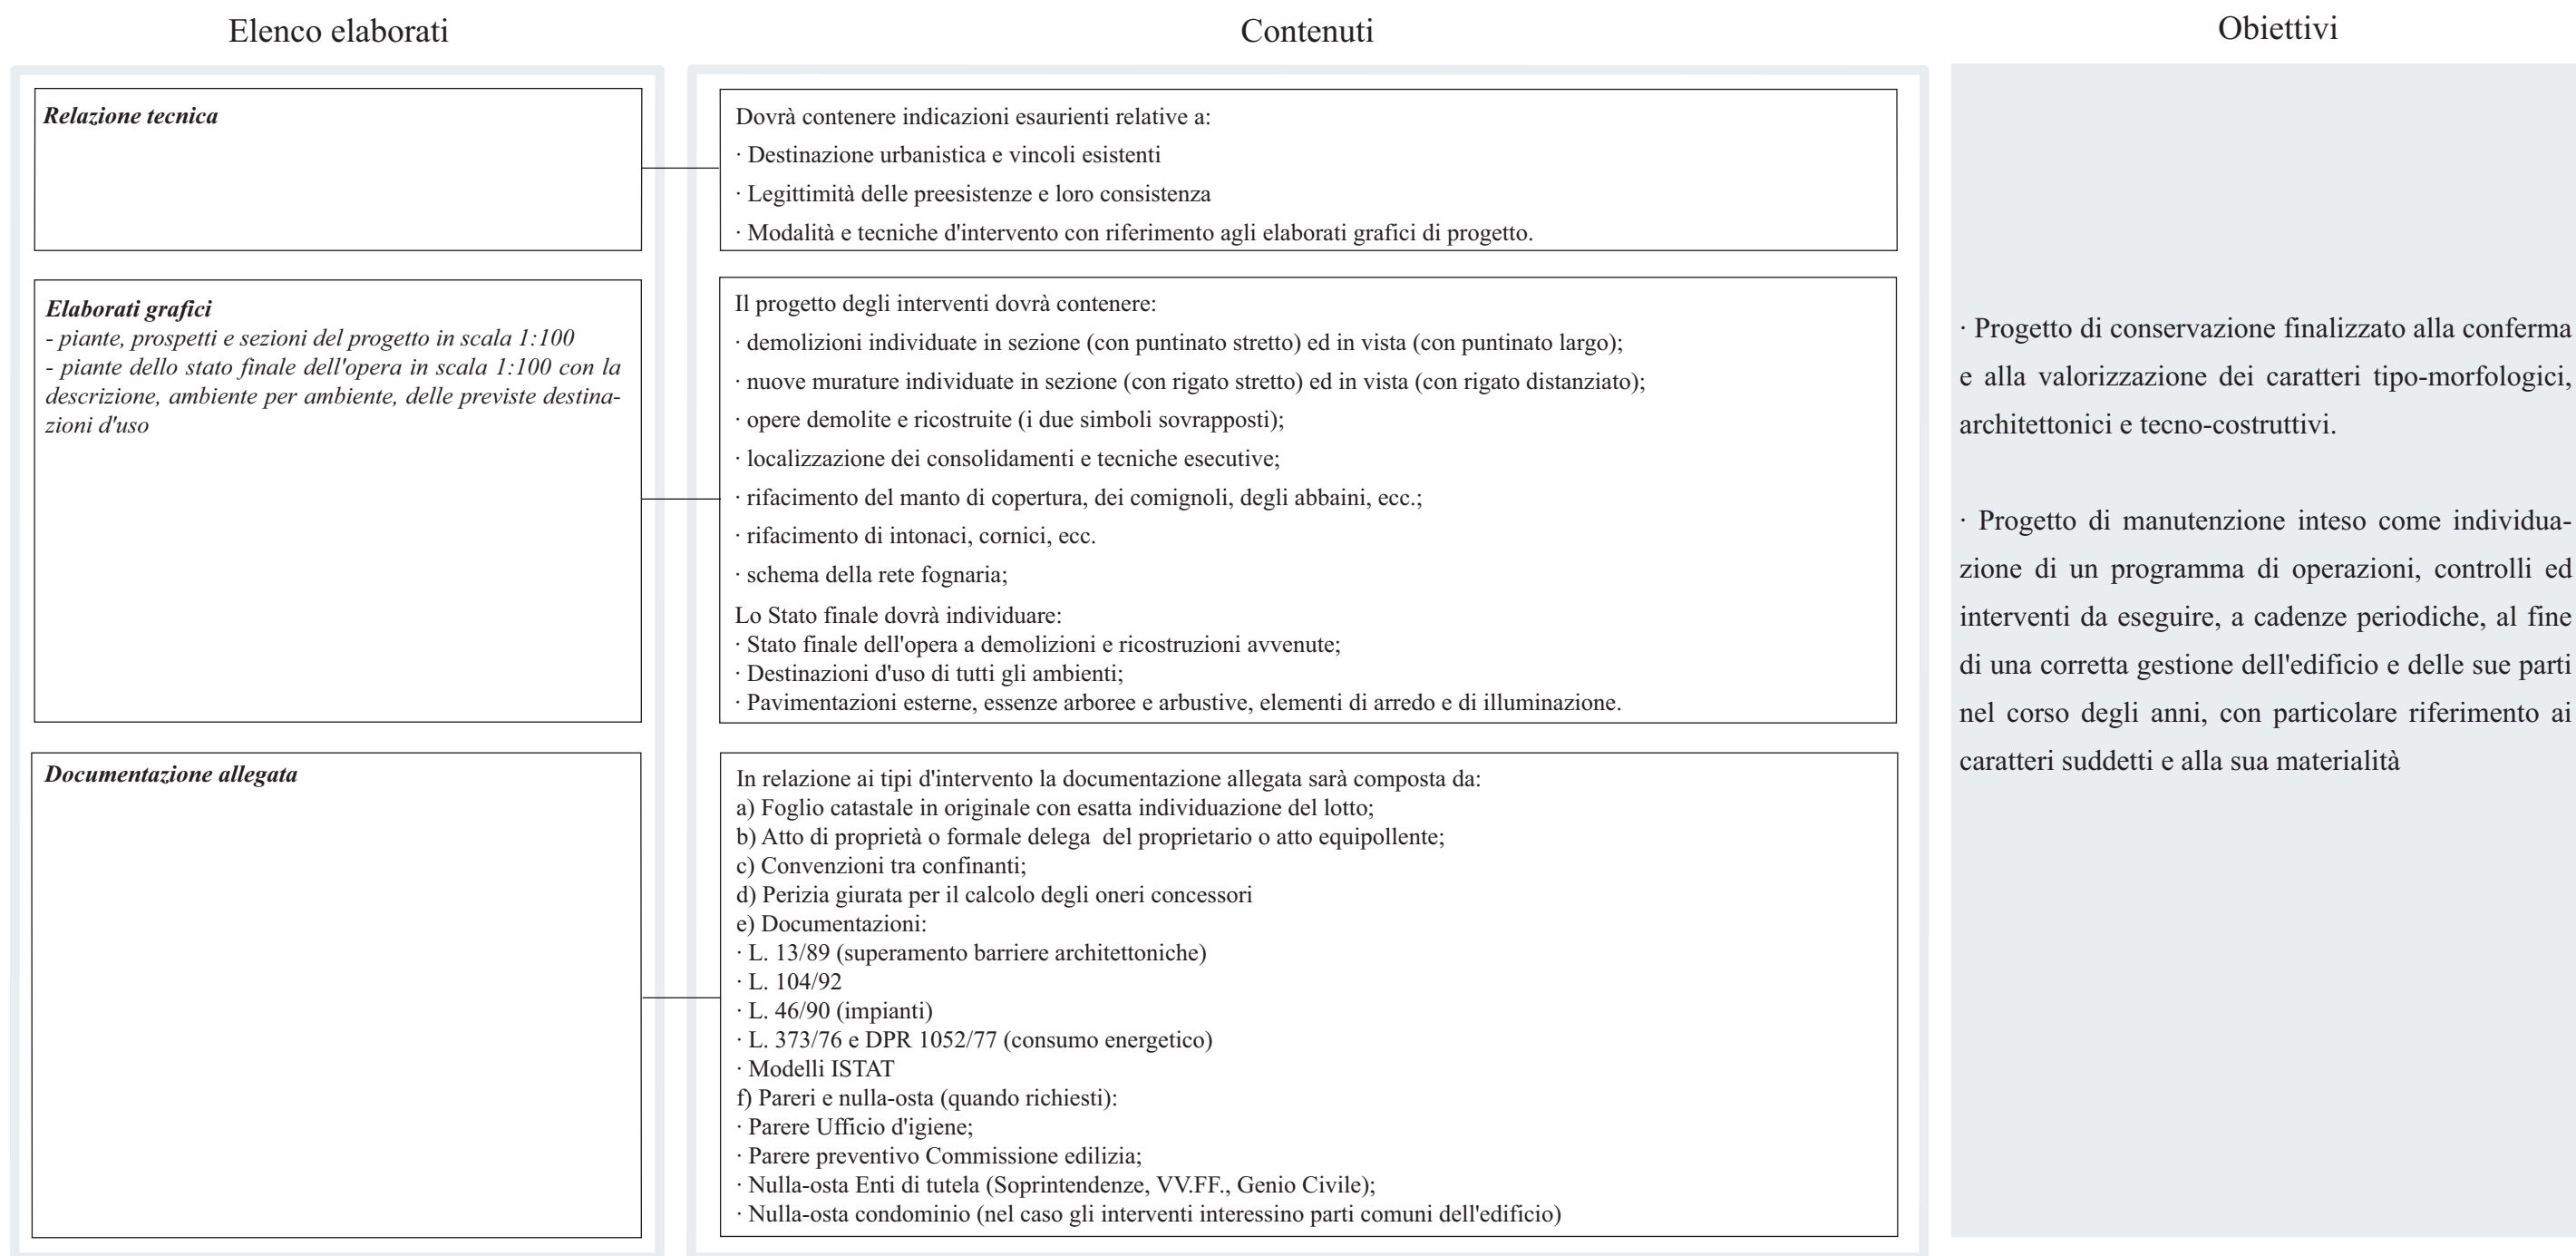 Elenco elaborati
Contenuti
Obiettivi
Relazione tecnica
Dovrà contenere indicazioni esaurienti relative a:
· Destinazione urbanistica e vincoli esistenti
· Legittimità delle preesistenze e loro consistenza
· Modalità e tecniche d'intervento con riferimento agli elaborati grafici di progetto.
Elaborati grafici
- piante, prospetti e sezioni del progetto in scala 1:100
- piante dello stato finale dell'opera in scala 1:100 con la
descrizione, ambiente per ambiente, delle previste destina-
zioni d'uso
Il progetto degli interventi dovrà contenere:
· demolizioni individuate in sezione (con puntinato stretto) ed in vista (con puntinato largo);
· nuove murature individuate in sezione (con rigato stretto) ed in vista (con rigato distanziato);
· opere demolite e ricostruite (i due simboli sovrapposti);
· localizzazione dei consolidamenti e tecniche esecutive;
· rifacimento del manto di copertura, dei comignoli, degli abbaini, ecc.;
· rifacimento di intonaci, cornici, ecc.
· schema della rete fognaria;
Lo Stato finale dovrà individuare:
· Stato finale dell'opera a demolizioni e ricostruzioni avvenute;
· Destinazioni d'uso di tutti gli ambienti;
· Pavimentazioni esterne, essenze arboree e arbustive, elementi di arredo e di illuminazione.
Documentazione allegata
In relazione ai tipi d'intervento la documentazione allegata sarà composta da:
a) Foglio catastale in originale con esatta individuazione del lotto;
b) Atto di proprietà o formale delega  del proprietario o atto equipollente;
c) Convenzioni tra confinanti;
d) Perizia giurata per il calcolo degli oneri concessori
e) Documentazioni:
· L. 13/89 (superamento barriere architettoniche)
· L. 104/92
· L. 46/90 (impianti)
· L. 373/76 e DPR 1052/77 (consumo energetico)
· Modelli ISTAT
f) Pareri e nulla-osta (quando richiesti):
· Parere Ufficio d'igiene;
· Parere preventivo Commissione edilizia;
· Nulla-osta Enti di tutela (Soprintendenze, VV.FF., Genio Civile);
· Nulla-osta condominio (nel caso gli interventi interessino parti comuni dell'edificio)
· Progetto di conservazione finalizzato alla conferma
e alla valorizzazione dei caratteri tipo-morfologici,
architettonici e tecno-costruttivi.
· Progetto di manutenzione inteso come individua-
zione di un programma di operazioni, controlli ed
interventi da eseguire, a cadenze periodiche, al fine
di una corretta gestione dell'edificio e delle sue parti
nel corso degli anni, con particolare riferimento ai
caratteri suddetti e alla sua materialità